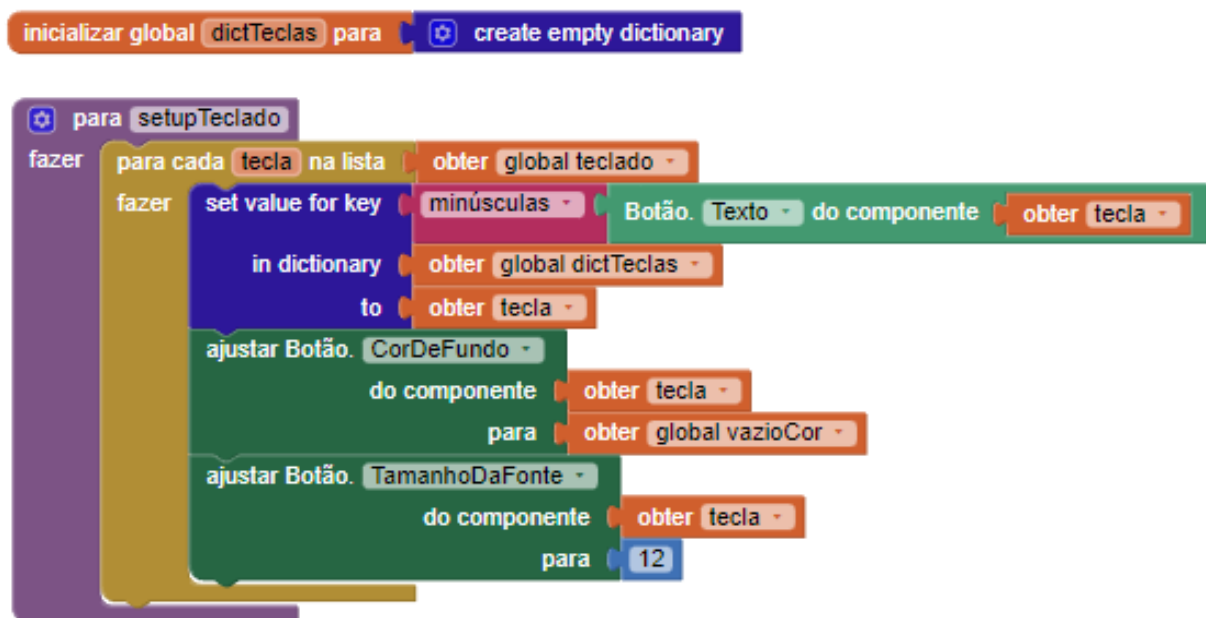 inicializar global dictTeclas para create empty dictionary
para setupTeclado
fazer para cada tecla na lista obter global teclado
fazer set value for key minúsculas Botão. Texto do componente obter tecla
in dictionary obter global dictTeclas
to obter tecla
ajustar Botão. CorDeFundo
do componente obter tecla
para obter global vazioCor
ajustar Botão. TamanhoDaFonte
do componente obter tecla
para 12